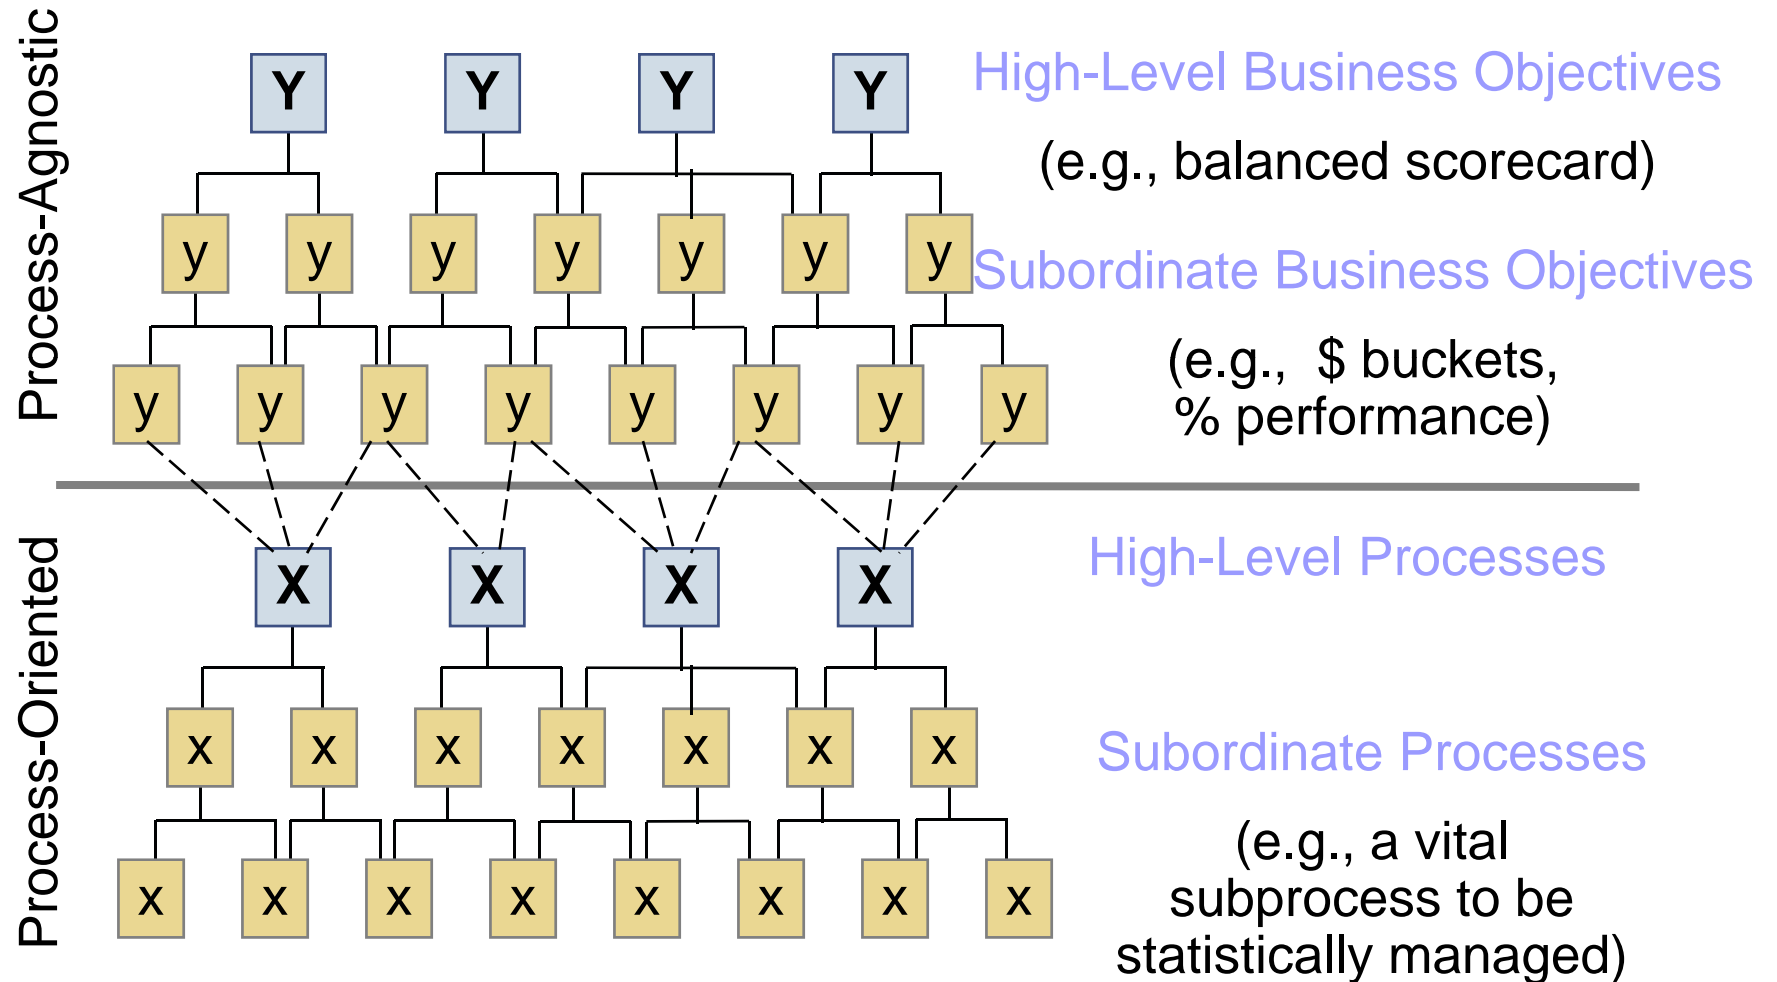 Process-Agnostic
Y Y Y Y
High-Level Business Objectives
(e.g., balanced scorecard)
y y y y y y y
Subordinate Business Objectives
(e.g., $ buckets,
% performance)
y y y y y y y y
Process-Oriented
X X X X
High-Level Processes
x x x x x x x
Subordinate Processes
(e.g., a vital
subprocess to be
statistically managed)
x x x x x x x x